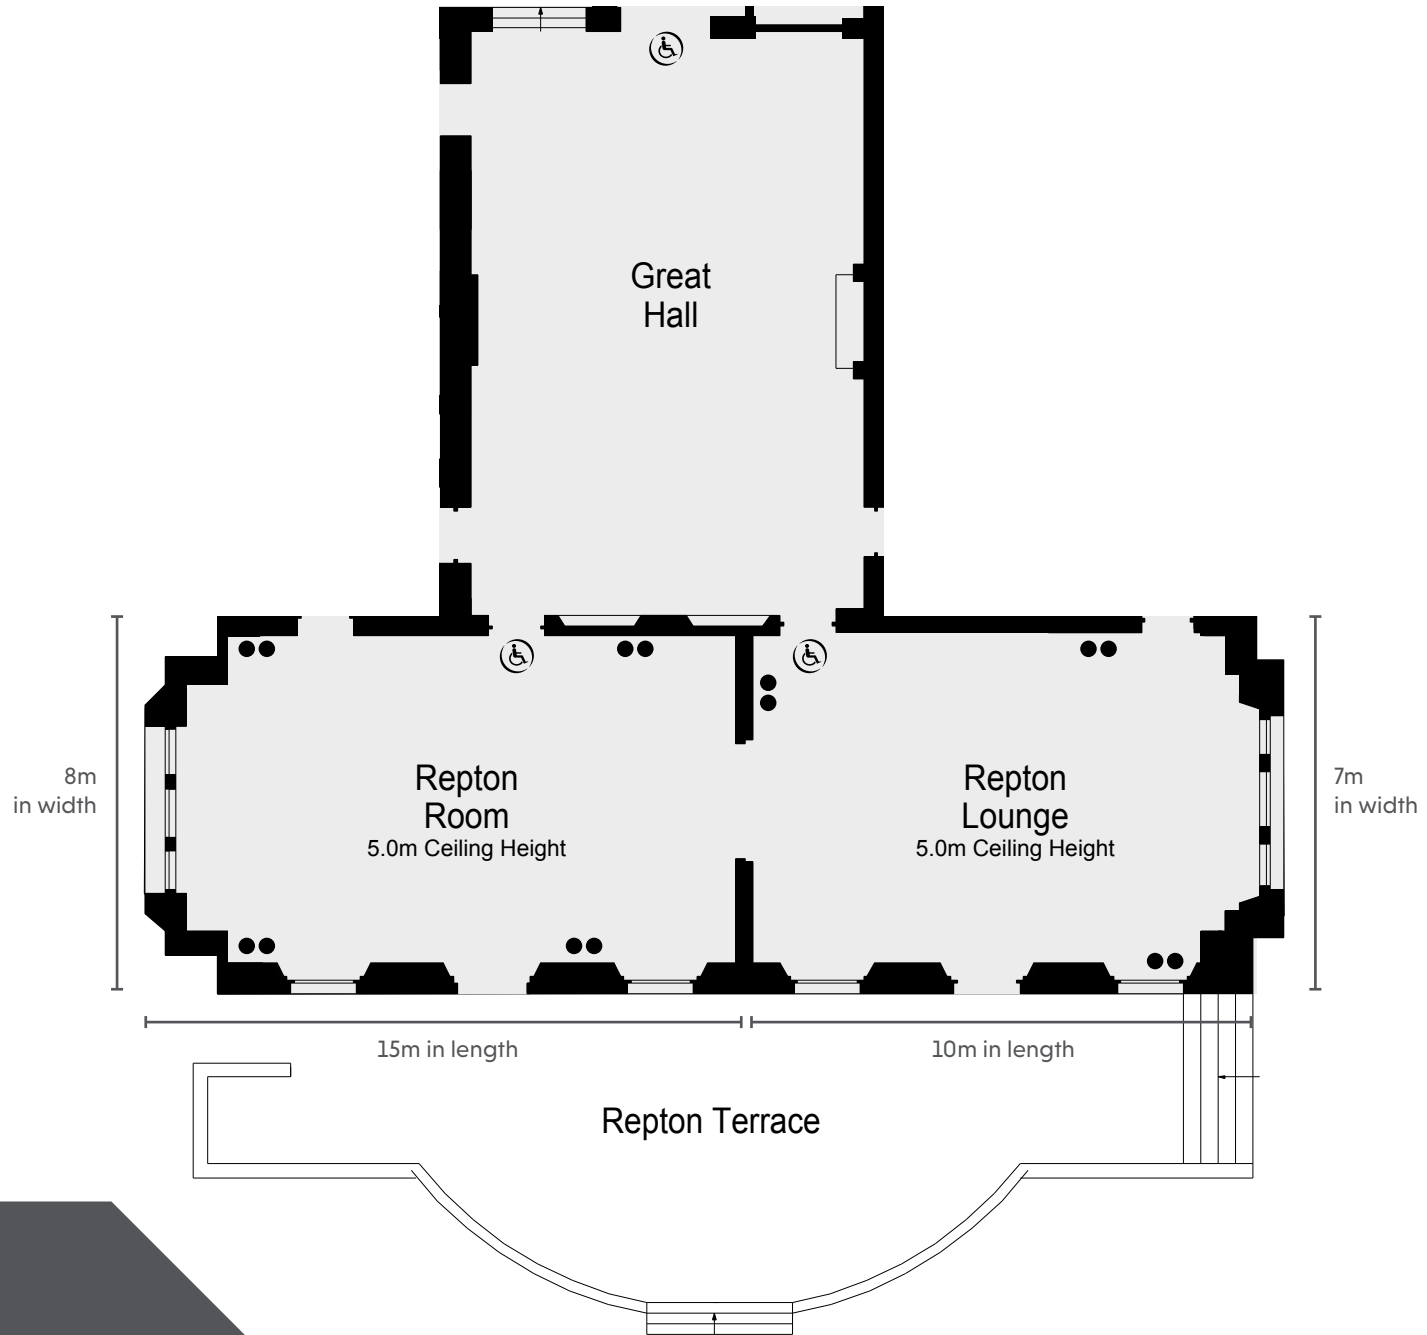 Great
Hall
8m
in width
Repton
Room
5.0m Ceiling Height
Repton
Lounge
5.0m Ceiling Height
7m
in width
15m in length
10m in length
Repton Terrace